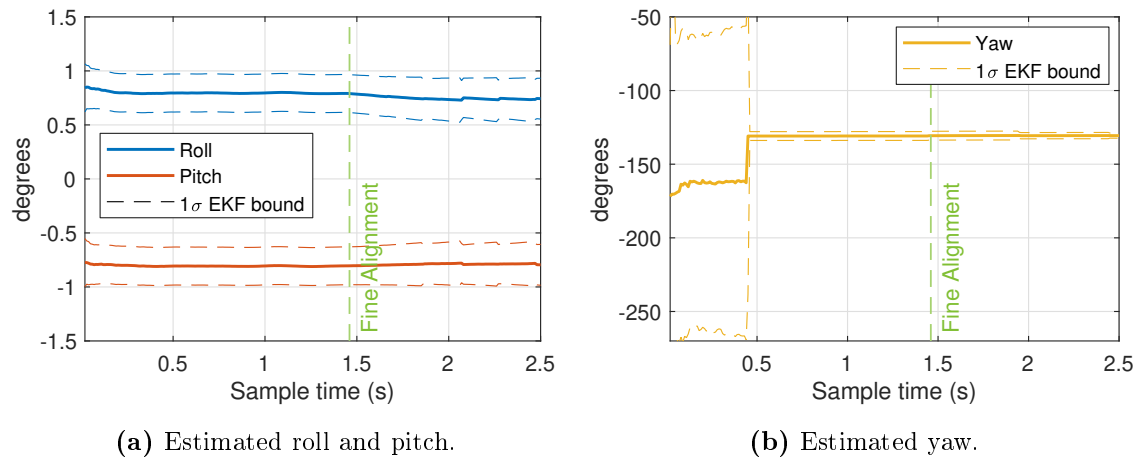 1.5
1
0.5
0
-0.5
-1
-1.5
degrees
Roll
Pitch
1σ EKF bound
Fine Alignment
0.5 1 1.5 2 2.5
Sample time (s)
(a) Estimated roll and pitch.
-50
-100
-150
-200
-250
degrees
Yaw
1σ EKF bound
Fine Alignment
0.5 1 1.5 2 2.5
Sample time (s)
(b) Estimated yaw.